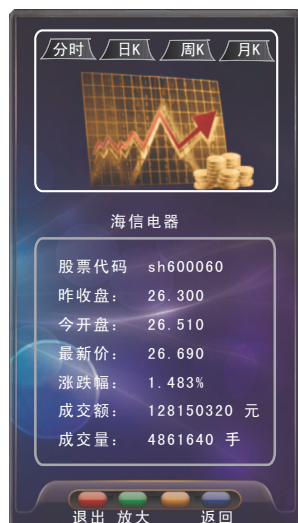 分时 日K 周K 月K
海信电器
股票代码 sh600060
昨收盘： 26.300
今开盘： 26.510
最新价： 26.690
涨跌幅： 1.483%
成交额： 128150320 元
成交量： 4861640 手
退出 放大 返回